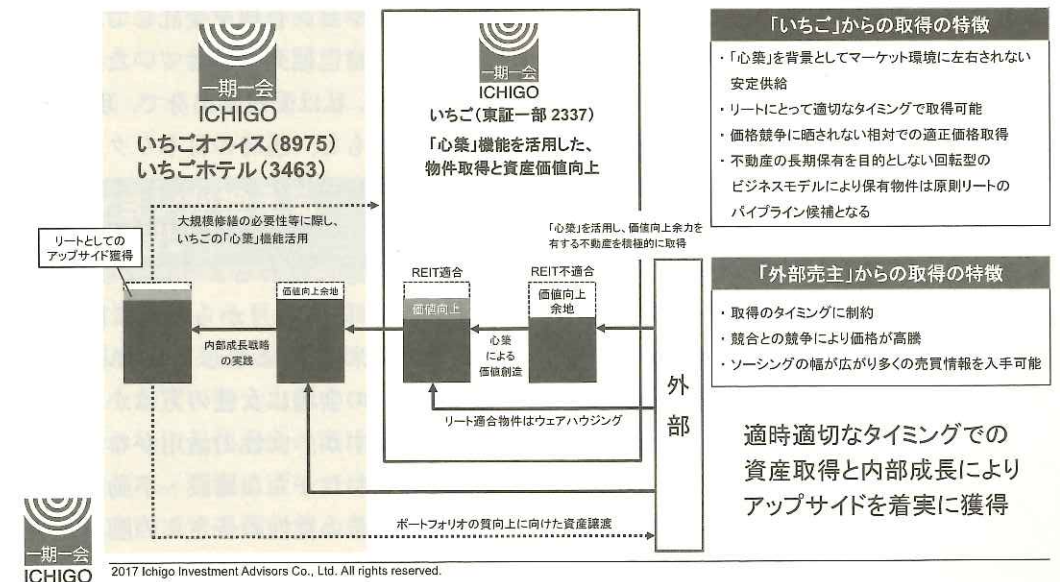 一期一会
ICHIGO
いちごオフィス(8975)
いちごホテル(3463)
一期一会
ICHIGO
いちご(東証一部 2337)
「心築」機能を活用した、
物件取得と資産価値向上
大規模修繕の必要性等に際し、
いちごの「心築」機能活用
リートとしての
アップサイド獲得
内部成長戦略
の実践
価値向上余地
REIT適合
価値向上
心築
による
価値創造
REIT不適合
価値向上
余地
「心築」を活用し、価値向上余力を
有する不動産を積極的に取得
リート適合物件はウェアハウジング
外
部
ポートフォリオの質向上に向けた資産譲渡
「いちご」からの取得の特徴
・「心築」を背景としてマーケット環境に左右されない
安定供給
・リートにとって適切なタイミングで取得可能
・価格競争に晒されない相対での適正価格取得
・不動産の長期保有を目的としない回転型の
ビジネスモデルにより保有物件は原則リートの
パイプライン候補となる
「外部売主」からの取得の特徴
・取得のタイミングに制約
・競合との競争により価格が高騰
・ソーシングの幅が広がり多くの売買情報を入手可能
適時適切なタイミングでの
資産取得と内部成長により
アップサイドを着実に獲得
一期一会
ICHIGO
2017 Ichigo Investment Advisors Co., Ltd. All rights reserved.